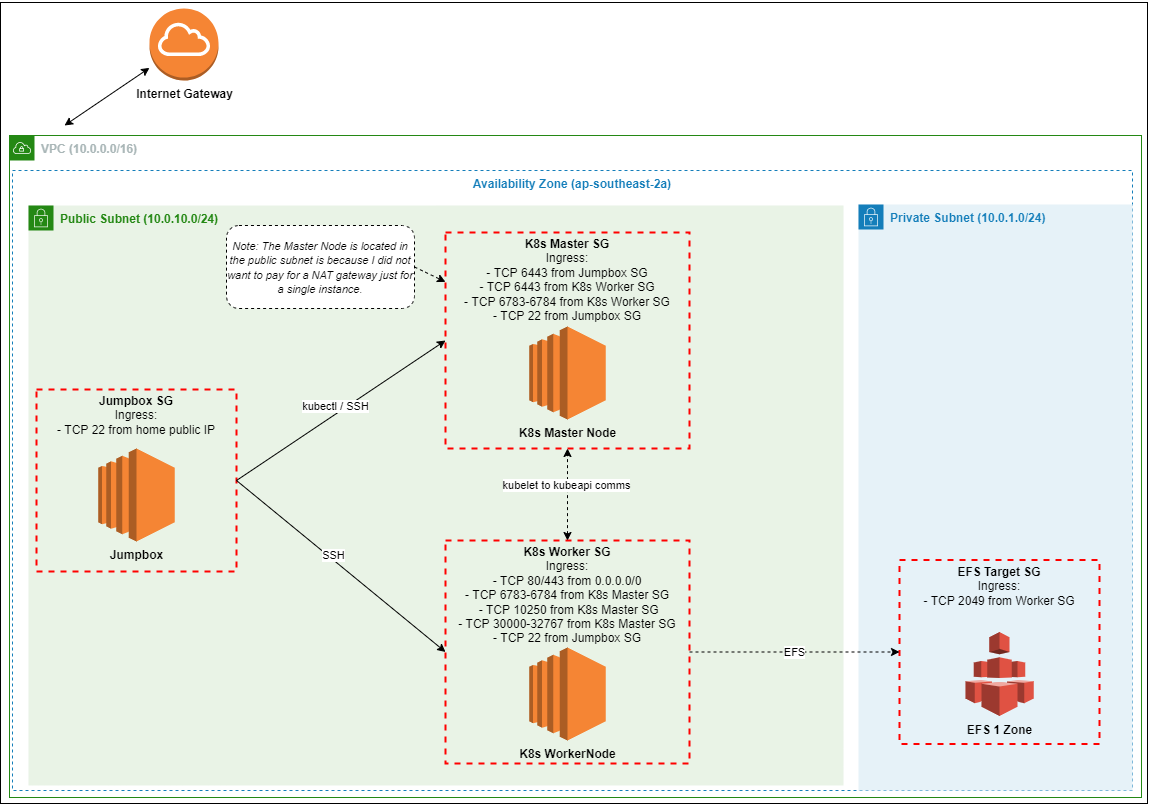 Internet Gateway
VPC (10.0.0.0/16)
Availability Zone (ap-southeast-2a)
Public Subnet (10.0.10.0/24)
Note: The Master Node is located in
the public subnet is because I did not
want to pay for a NAT gateway just for
a single instance.
K8s Master SG
Ingress:
- TCP 6443 from Jumpbox SG
- TCP 6443 from K8s Worker SG
- TCP 6783-6784 from K8s Worker SG
- TCP 22 from Jumpbox SG
K8s Master Node
Jumpbox SG
Ingress:
- TCP 22 from home public IP
Jumpbox
kubectl / SSH
SSH
kubelet to kubeapi comms
K8s Worker SG
Ingress:
- TCP 80/443 from 0.0.0.0/0
- TCP 6783-6784 from K8s Master SG
- TCP 10250 from K8s Master SG
- TCP 30000-32767 from K8s Master SG
- TCP 22 from Jumpbox SG
K8s WorkerNode
EFS
Private Subnet (10.0.1.0/24)
EFS Target SG
Ingress:
- TCP 2049 from Worker SG
EFS 1 Zone